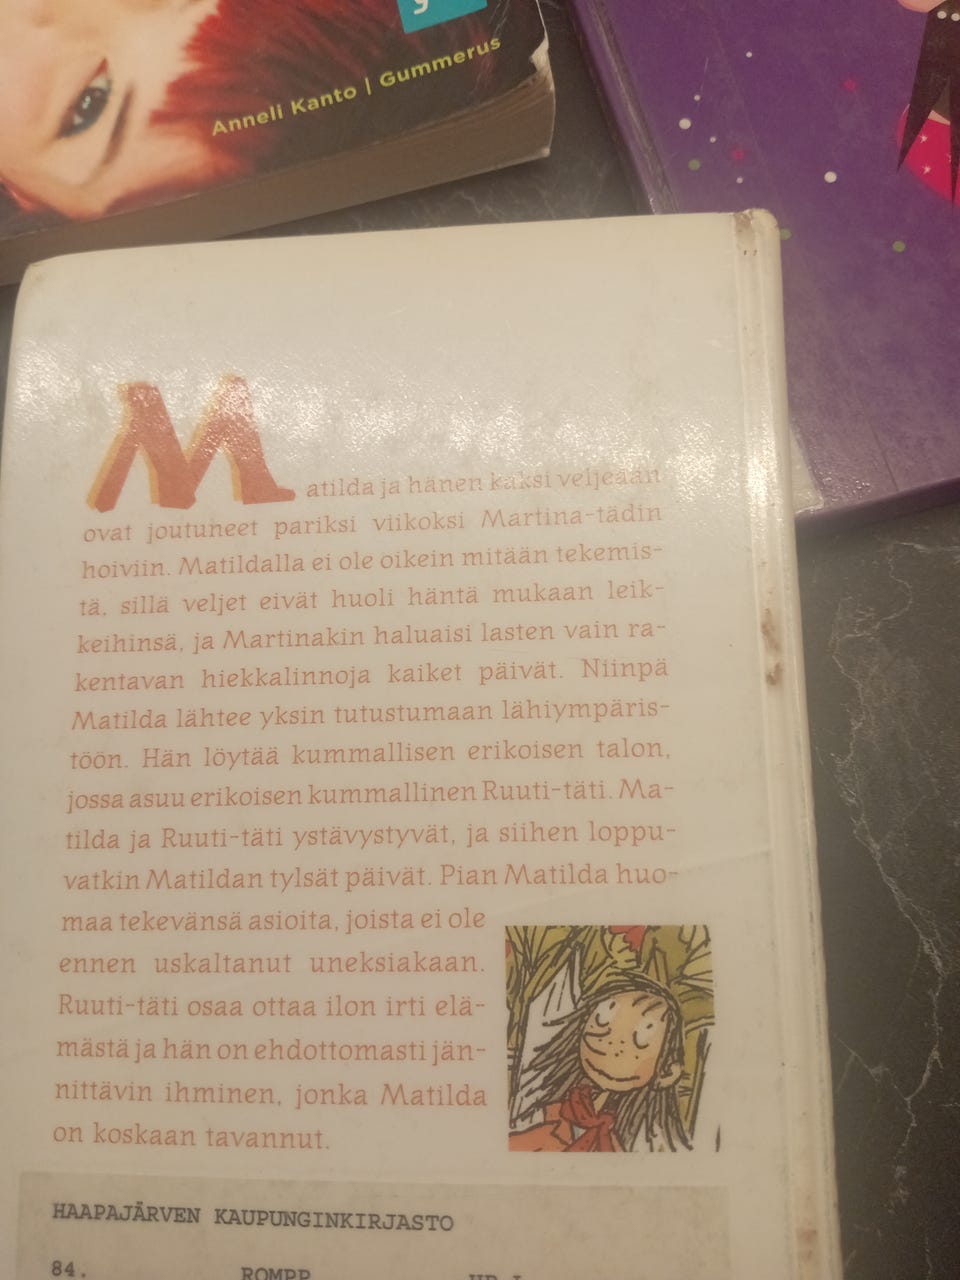 Anneli Kanto | Gummerus
Matilda ja hänen kaksi veljeään
ovat joutuneet pariksi viikoksi Martina-tädin
hoiviin. Matildalla ei ole oikein mitään tekemis-
tä, sillä veljet eivät huoli häntä mukaan leik-
keihinsä, ja Martinakin haluaisi lasten vain ra-
kentavan hiekkalinnoja kaiket päivät. Niinpä
Matilda lähtee yksin tutustumaan lähiympäris-
töön. Hän löytää kummallisen erikoisen talon,
jossa asuu erikoisen kummallinen Ruuti-täti. Ma-
tilda ja Ruuti-täti ystävystyvät, ja siihen loppu-
vatkin Matildan tylsät päivät. Pian Matilda huo-
maa tekevänsä asioita, joista ei ole
ennen uskaltanut uneksiakaan.
Ruuti-täti osaa ottaa ilon irti elä-
mästä ja hän on ehdottomasti jän-
nittävin ihminen, jonka Matilda
on koskaan tavannut.
HAAPAJÄRVEN KAUPUNGINKIRJASTO
84. ROMPP